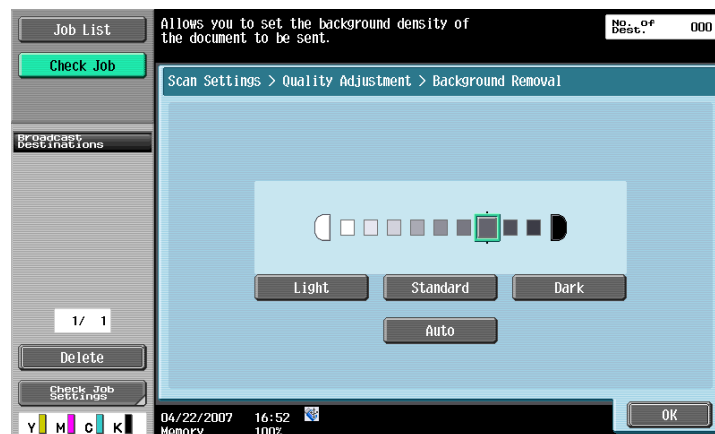 Job List
Check Job
Broadcast
Destinations
1/ 1
Delete
Check Job
Settings
Y M C K
Allows you to set the background density of
the document to be sent.
No. of
Dest.
000
Scan Settings > Quality Adjustment > Background Removal
Light
Standard
Dark
Auto
OK
04/22/2007 16:52
Memory 100%